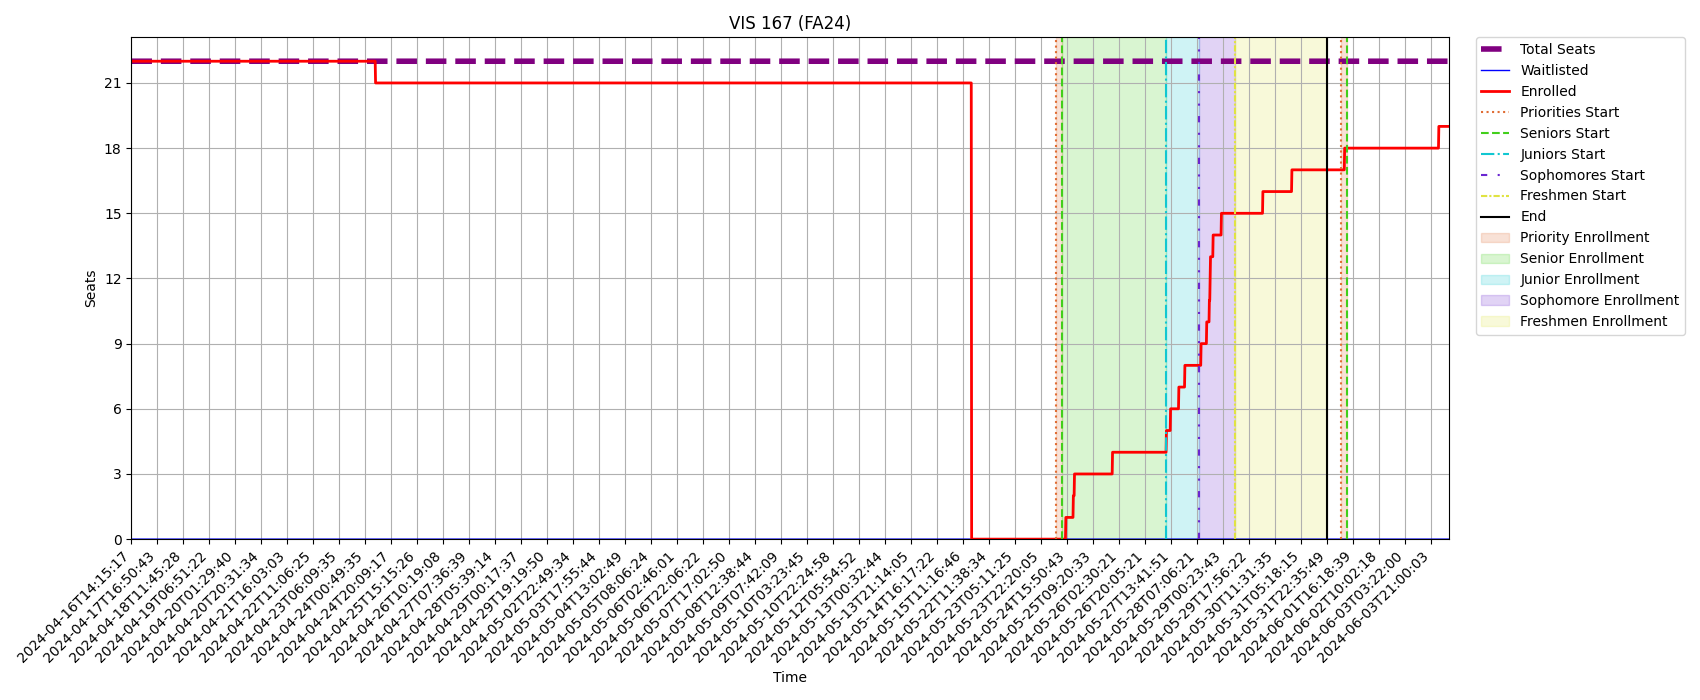 VIS 167 (FA24)
Seats
21
18
15
12
9
6
3
0
2024-04-16T14:15:17
2024-04-17T16:50:43
2024-04-18T11:45:28
2024-04-19T06:51:22
2024-04-20T01:29:40
2024-04-20T20:31:34
2024-04-21T16:03:03
2024-04-22T11:06:25
2024-04-23T06:09:35
2024-04-24T00:49:35
2024-04-24T20:09:17
2024-04-25T15:15:26
2024-04-26T10:19:08
2024-04-27T07:36:39
2024-04-28T05:39:14
2024-04-29T00:17:37
2024-04-29T19:19:50
2024-05-02T22:49:34
2024-05-03T17:55:44
2024-05-04T13:02:49
2024-05-05T08:06:24
2024-05-06T02:46:01
2024-05-06T22:06:22
2024-05-07T17:02:50
2024-05-08T12:38:44
2024-05-09T07:42:09
2024-05-10T03:23:45
2024-05-10T22:24:58
2024-05-12T05:54:52
2024-05-13T00:32:44
2024-05-13T21:14:05
2024-05-14T16:17:22
2024-05-15T11:16:46
2024-05-22T11:38:34
2024-05-23T05:11:25
2024-05-23T22:20:05
2024-05-24T15:50:43
2024-05-25T09:20:33
2024-05-26T02:30:21
2024-05-26T20:05:21
2024-05-27T13:41:51
2024-05-28T07:06:21
2024-05-29T00:23:43
2024-05-29T17:56:22
2024-05-30T11:31:35
2024-05-31T05:18:15
2024-05-31T22:35:49
2024-06-01T16:18:39
2024-06-02T10:02:18
2024-06-03T03:22:00
2024-06-03T21:00:03
Time
Total Seats
Waitlisted
Enrolled
Priorities Start
Seniors Start
Juniors Start
Sophomores Start
Freshmen Start
End
Priority Enrollment
Senior Enrollment
Junior Enrollment
Sophomore Enrollment
Freshmen Enrollment